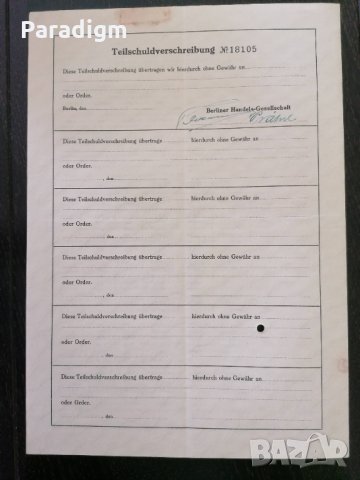 Paradigm
Teilschuldverschreibung № 18105
Diese Teilschuldverschreibung übertragen wir hierdurch ohne Gewähr an
oder Order.
Berlin, den
Berliner Handels-Gesellschaft
Diese Teilschuldverschreibung übertrage hierdurch ohne Gewähr an
oder Order.
, den
Diese Teilschuldverschreibung übertrage hierdurch ohne Gewähr an
oder Order.
, den
Diese Teilschuldverschreibung übertrage hierdurch ohne Gewähr an
oder Order.
, den
Diese Teilschuldverschreibung übertrage hierdurch ohne Gewähr an
oder Order.
, den
Diese Teilschuldverschreibung übertrage hierdurch ohne Gewähr an
oder Order.
, den
BAZAR